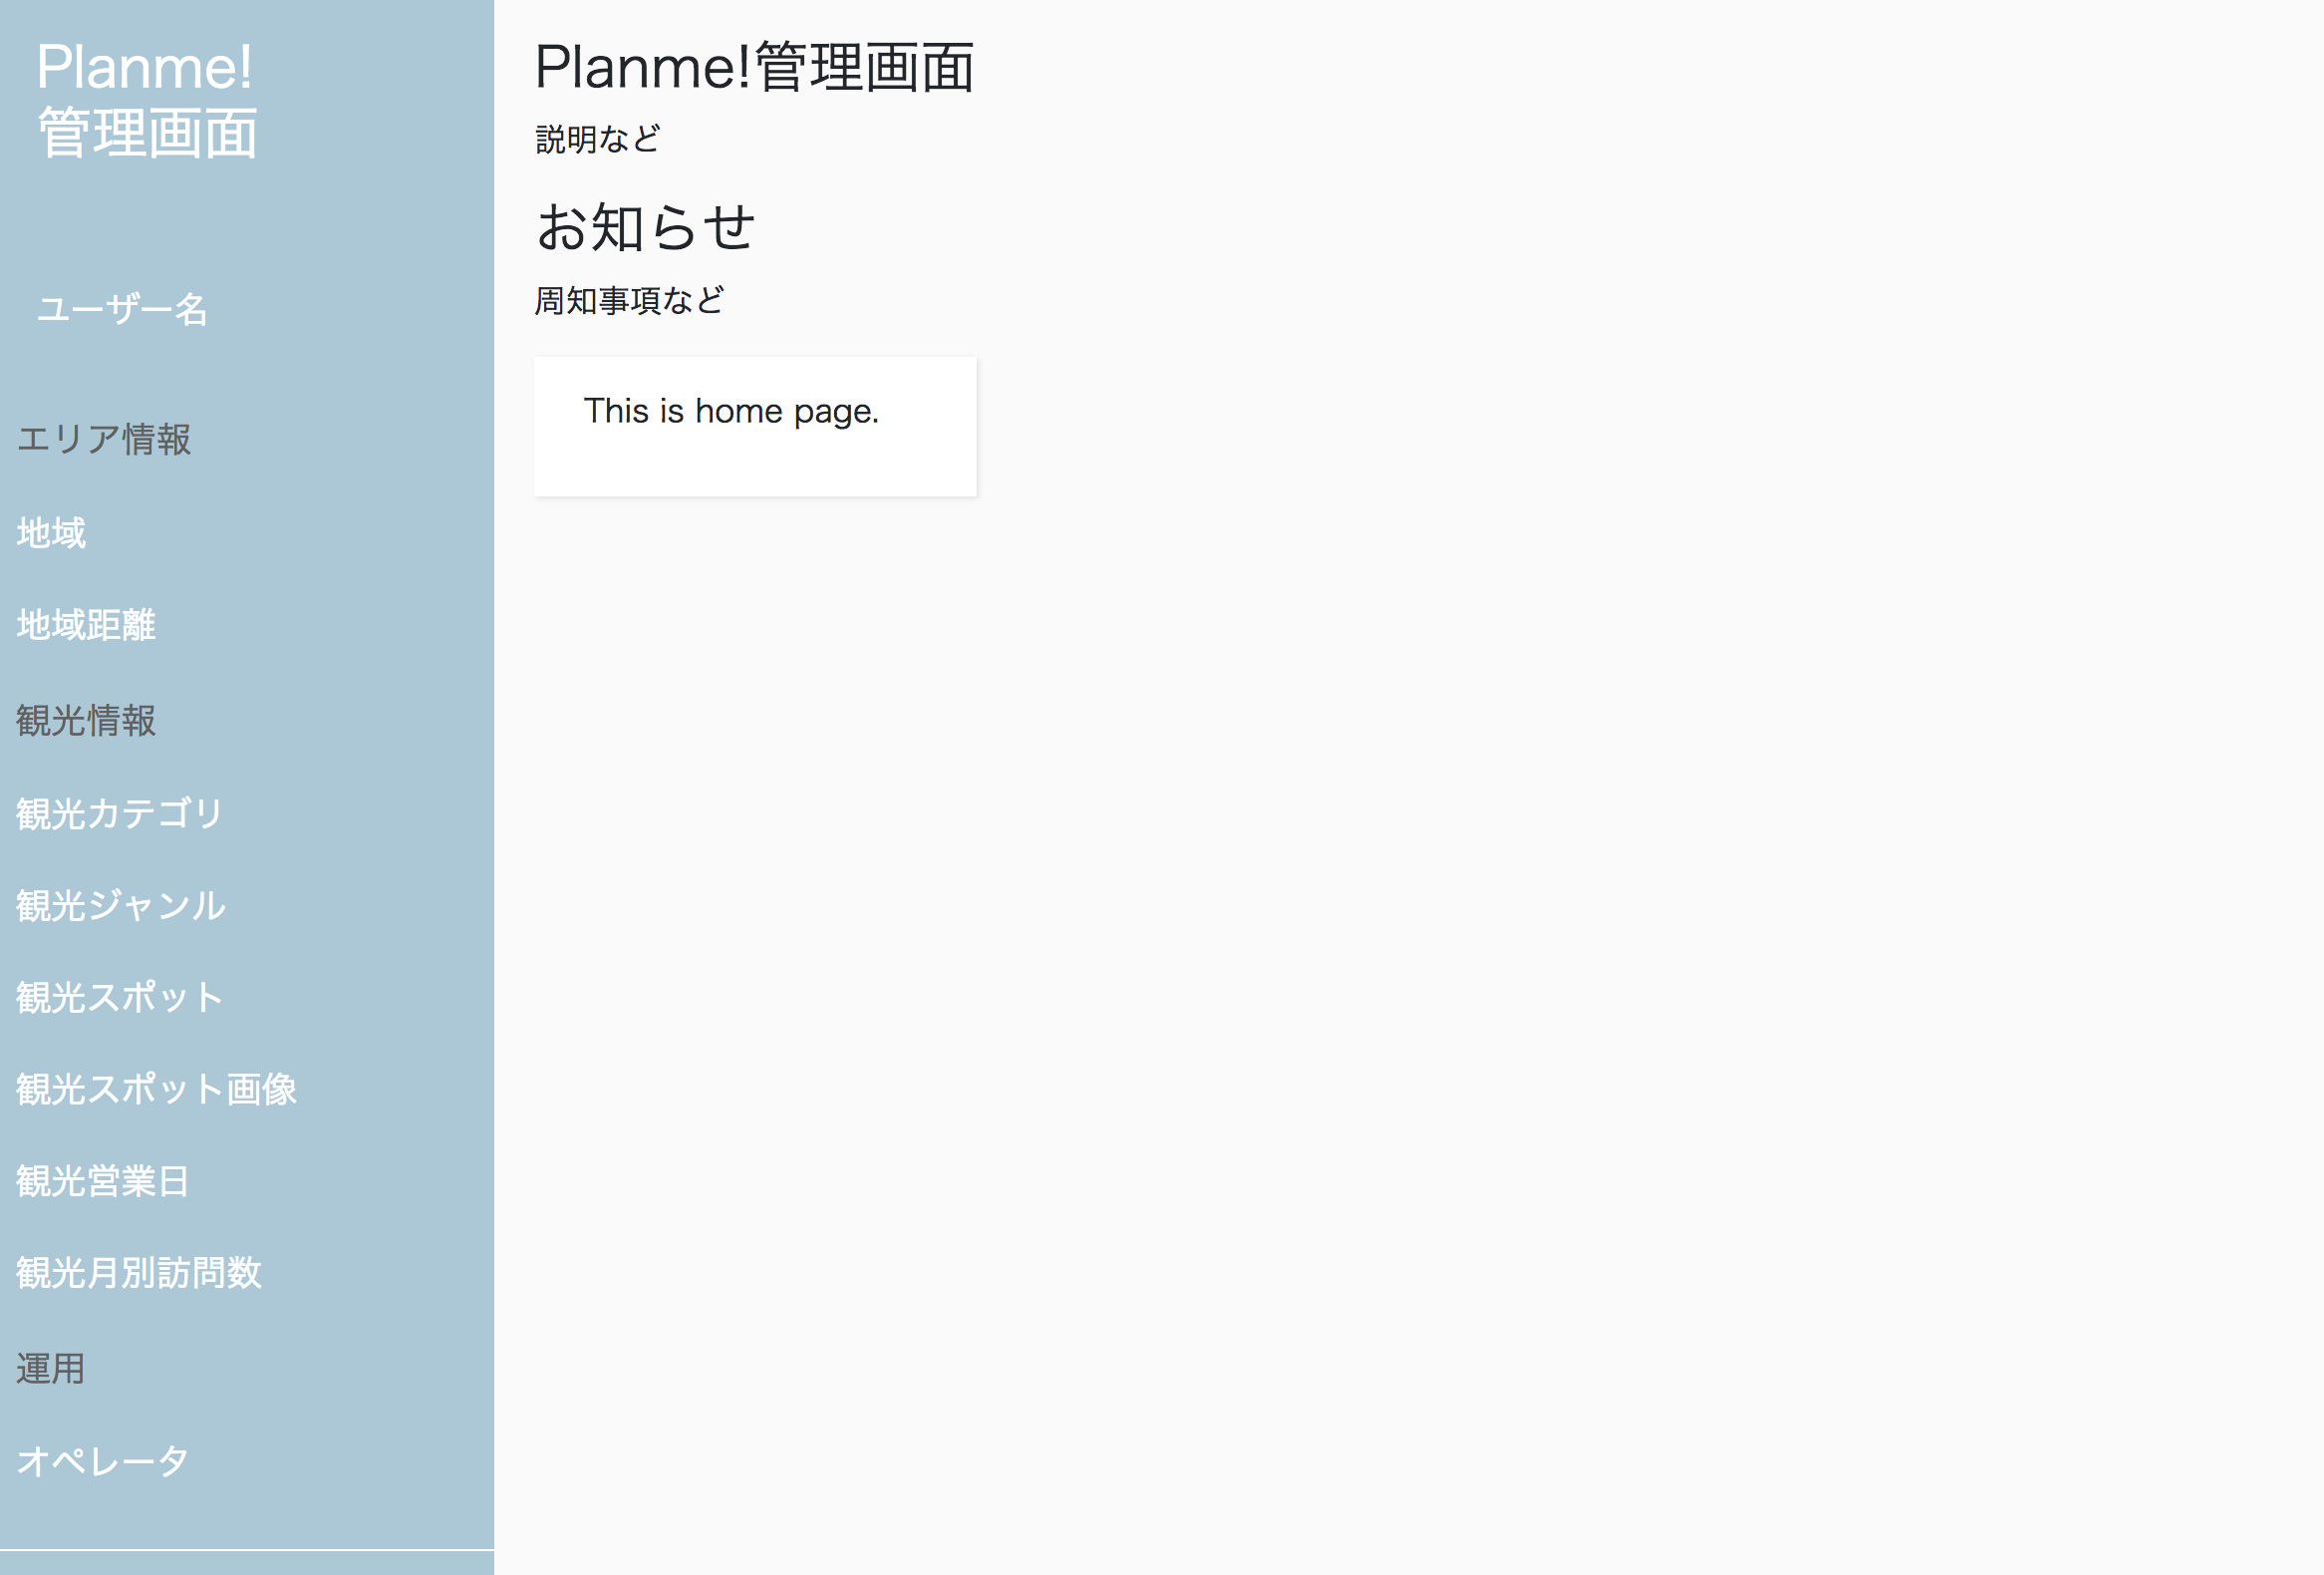 Planme!
管理画面
ユーザー名
エリア情報
地域
地域距離
観光情報
観光カテゴリ
観光ジャンル
観光スポット
観光スポット画像
観光営業日
観光月別訪問数
運用
オペレータ
Planme!管理画面
説明など
お知らせ
周知事項など
This is home page.